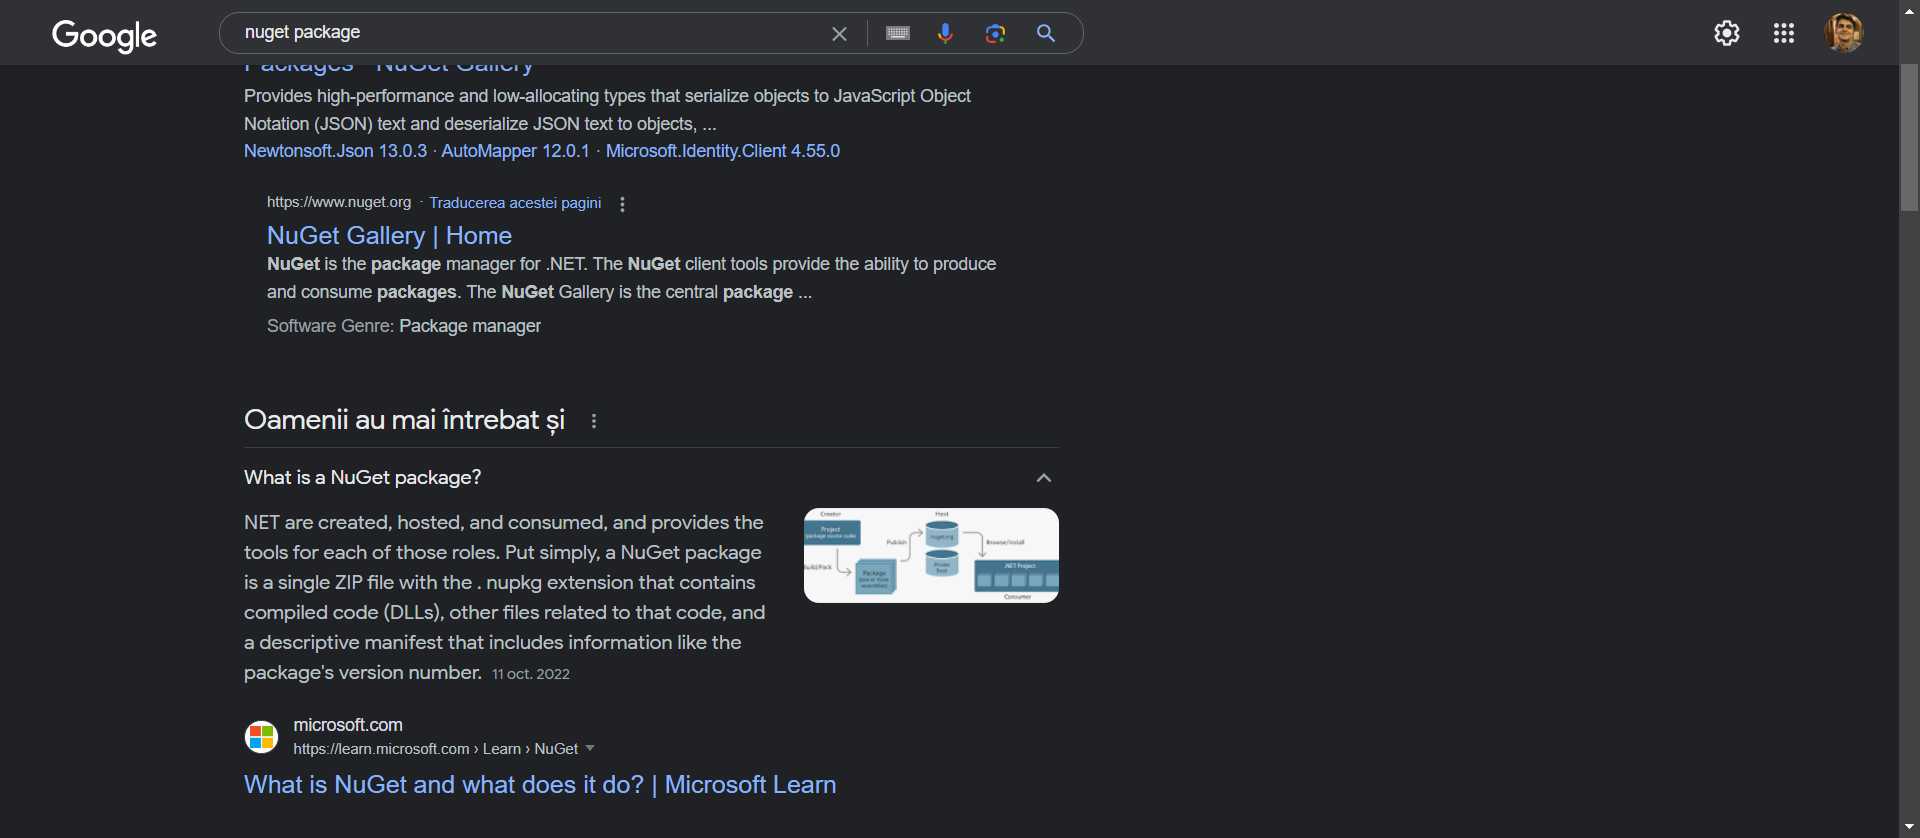 Google
nuget package
Packages - NuGet Gallery
Provides high-performance and low-allocating types that serialize objects to JavaScript Object
Notation (JSON) text and deserialize JSON text to objects, ...
Newtonsoft.Json 13.0.3 · AutoMapper 12.0.1 · Microsoft.Identity.Client 4.55.0
https://www.nuget.org · Traducerea acestei pagini
NuGet Gallery | Home
NuGet is the package manager for .NET. The NuGet client tools provide the ability to produce
and consume packages. The NuGet Gallery is the central package ...
Software Genre: Package manager
Oamenii au mai întrebat și
What is a NuGet package?
NET are created, hosted, and consumed, and provides the
tools for each of those roles. Put simply, a NuGet package
is a single ZIP file with the . nupkg extension that contains
compiled code (DLLs), other files related to that code, and
a descriptive manifest that includes information like the
package's version number. 11 oct. 2022
Creator
Project
(package source code)
Build/Pack
Package
Publish
Host
nuget.org
Private
Browse/Install
.NET Project
Consumer
microsoft.com
https://learn.microsoft.com › Learn › NuGet
What is NuGet and what does it do? | Microsoft Learn